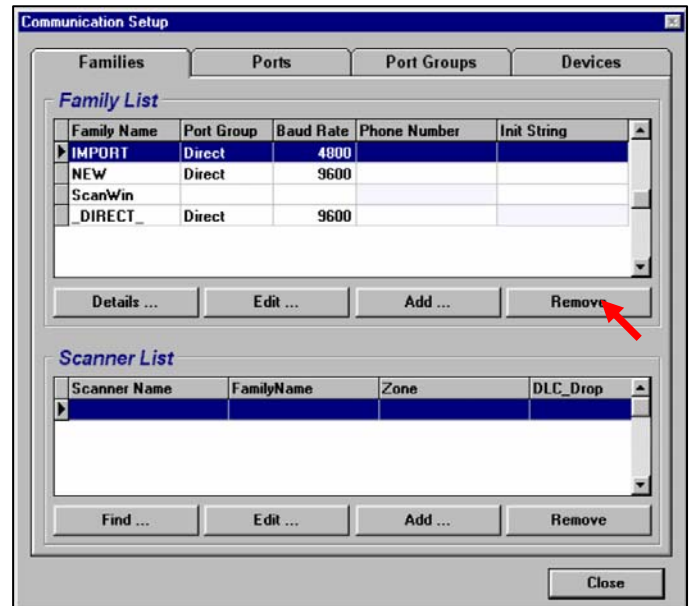 Communication Setup
Families Ports Port Groups Devices
Family List
Family Name Port Group Baud Rate Phone Number Init String
IMPORT Direct 4800
NEW Direct 9600
ScanWin
_DIRECT_ Direct 9600
Details ... Edit ... Add ... Remove
Scanner List
Scanner Name FamilyName Zone DLC_Drop
Find ... Edit ... Add ... Remove
Close